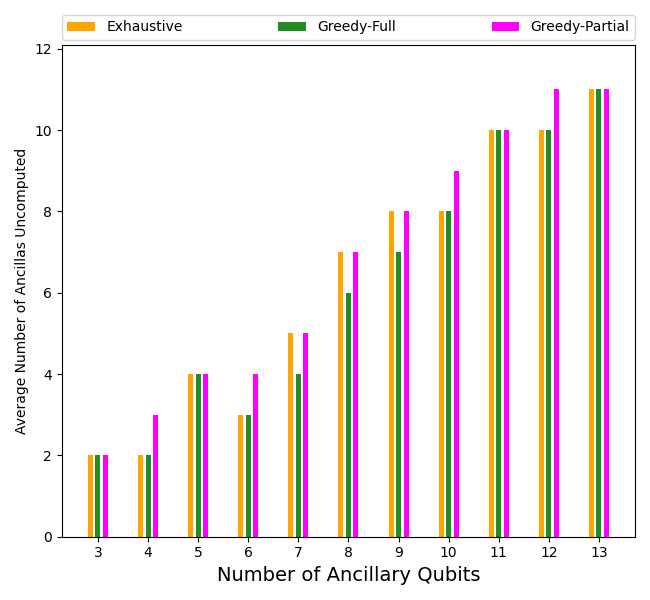 Exhaustive Greedy-Full Greedy-Partial
12
10
8
6
4
2
0
Average Number of Ancillas Uncomputed
3 4 5 6 7 8 9 10 11 12 13
Number of Ancillary Qubits